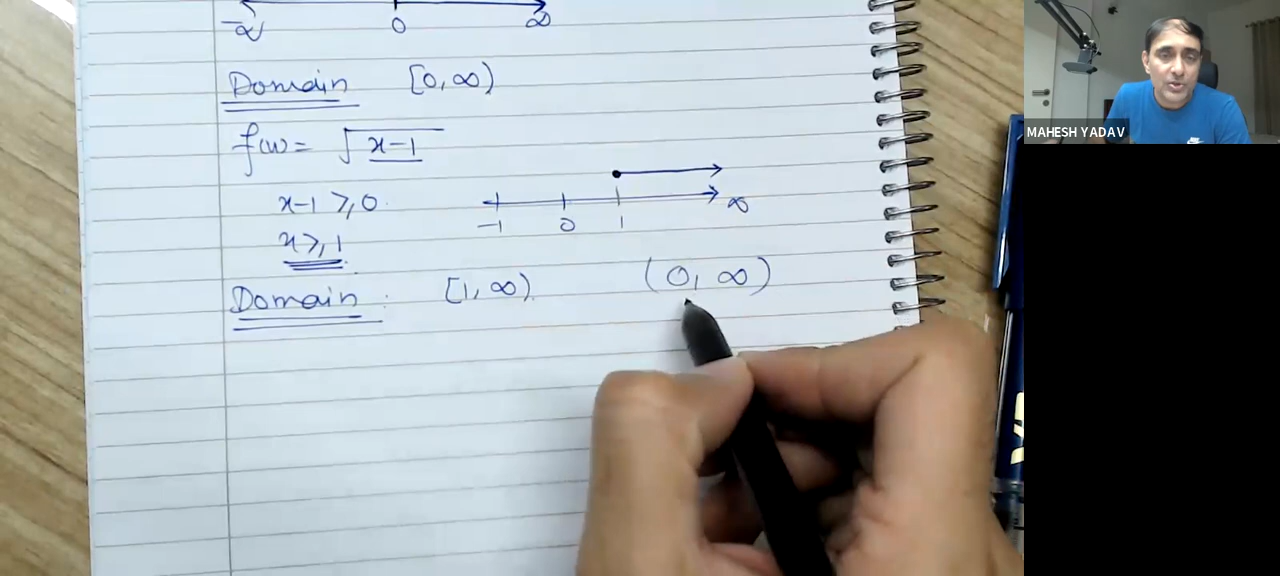 -∞ 0 ∞
Domain [0, ∞)
f(x) = √x-1
x-1 ≥ 0
x ≥ 1
-1 0 1 ∞
Domain : [1, ∞) (0, ∞)
MAHESH YADAV